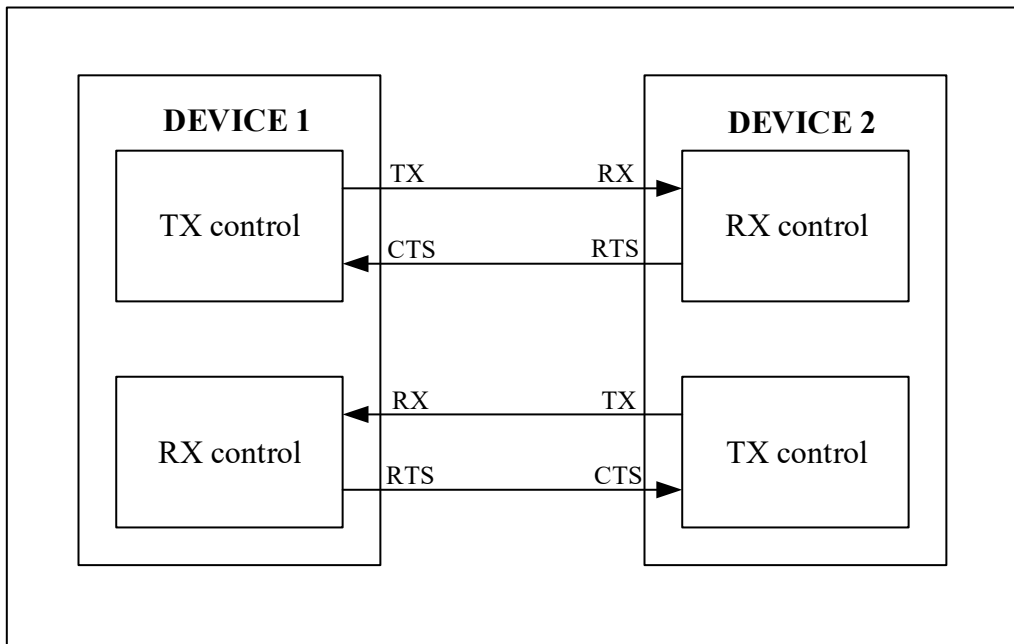 DEVICE 1
DEVICE 2
TX
RX
TX control
RX control
CTS
RTS
RX
TX
RX control
TX control
RTS
CTS